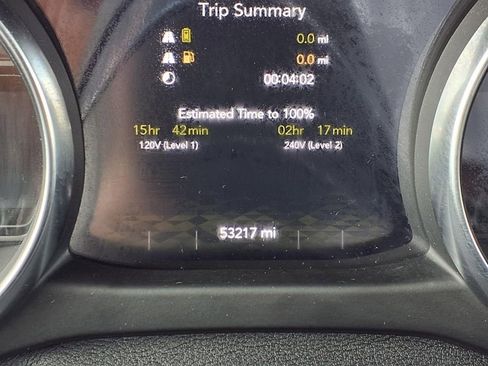 Trip Summary
0.0 mi
0.0 mi
00:04:02
Estimated Time to 100%
15hr 42min 02hr 17min
120V (Level 1) 240V (Level 2)
53217 mi